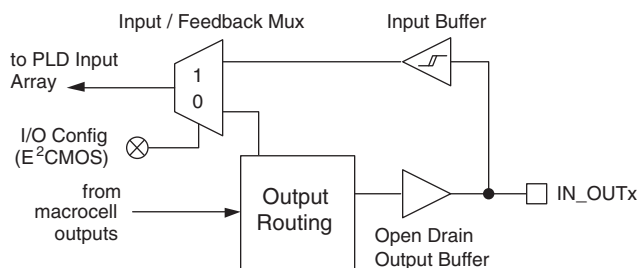 Input / Feedback Mux
Input Buffer
to PLD Input
Array
1
0
I/O Config
(E²CMOS)
from
macrocell
outputs
Output
Routing
IN_OUTx
Open Drain
Output Buffer